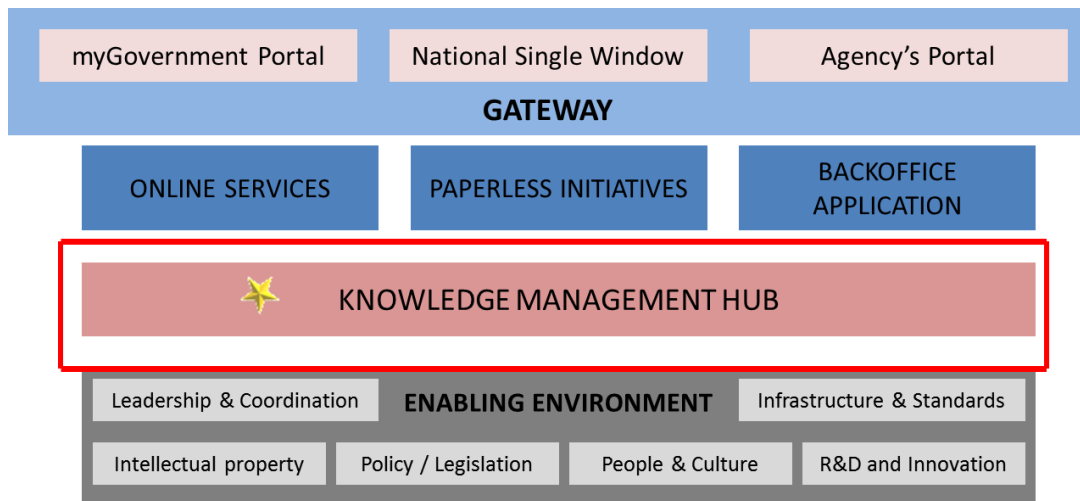 myGovernment Portal
National Single Window
Agency's Portal
GATEWAY
ONLINE SERVICES
PAPERLESS INITIATIVES
BACKOFFICE
APPLICATION
KNOWLEDGE MANAGEMENT HUB
Leadership & Coordination
ENABLING ENVIRONMENT
Infrastructure & Standards
Intellectual property
Policy / Legislation
People & Culture
R&D and Innovation